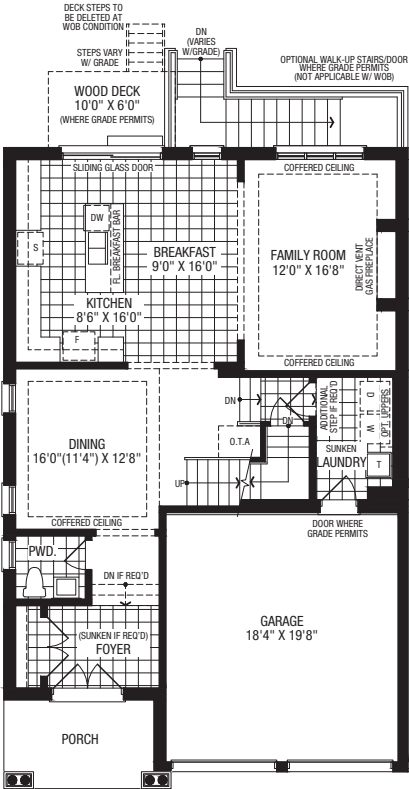 DECK STEPS TO
BE DELETED AT
WOB CONDITION
DN
(VARIES
W/GRADE)
STEPS VARY
W/ GRADE
OPTIONAL WALK-UP STAIRS/DOOR
WHERE GRADE PERMITS
(NOT APPLICABLE W/ WOB)
WOOD DECK
10'0" X 6'0"
(WHERE GRADE PERMITS)
SLIDING GLASS DOOR
COFFERED CEILING
DW
FL. BREAKFAST BAR
S
BREAKFAST
9'0" X 16'0"
FAMILY ROOM
12'0" X 16'8"
DIRECT VENT
GAS FIREPLACE
KITCHEN
8'6" X 16'0"
F
COFFERED CEILING
DN
ADDITIONAL
STEP IF REQ'D
D
W
OPT. UPPERS
DN
DINING
16'0"(11'4") X 12'8"
O.T.A
SUNKEN
LAUNDRY
T
UP
COFFERED CEILING
DOOR WHERE
GRADE PERMITS
PWD.
DN IF REQ'D
(SUNKEN IF REQ'D)
FOYER
GARAGE
18'4" X 19'8"
PORCH